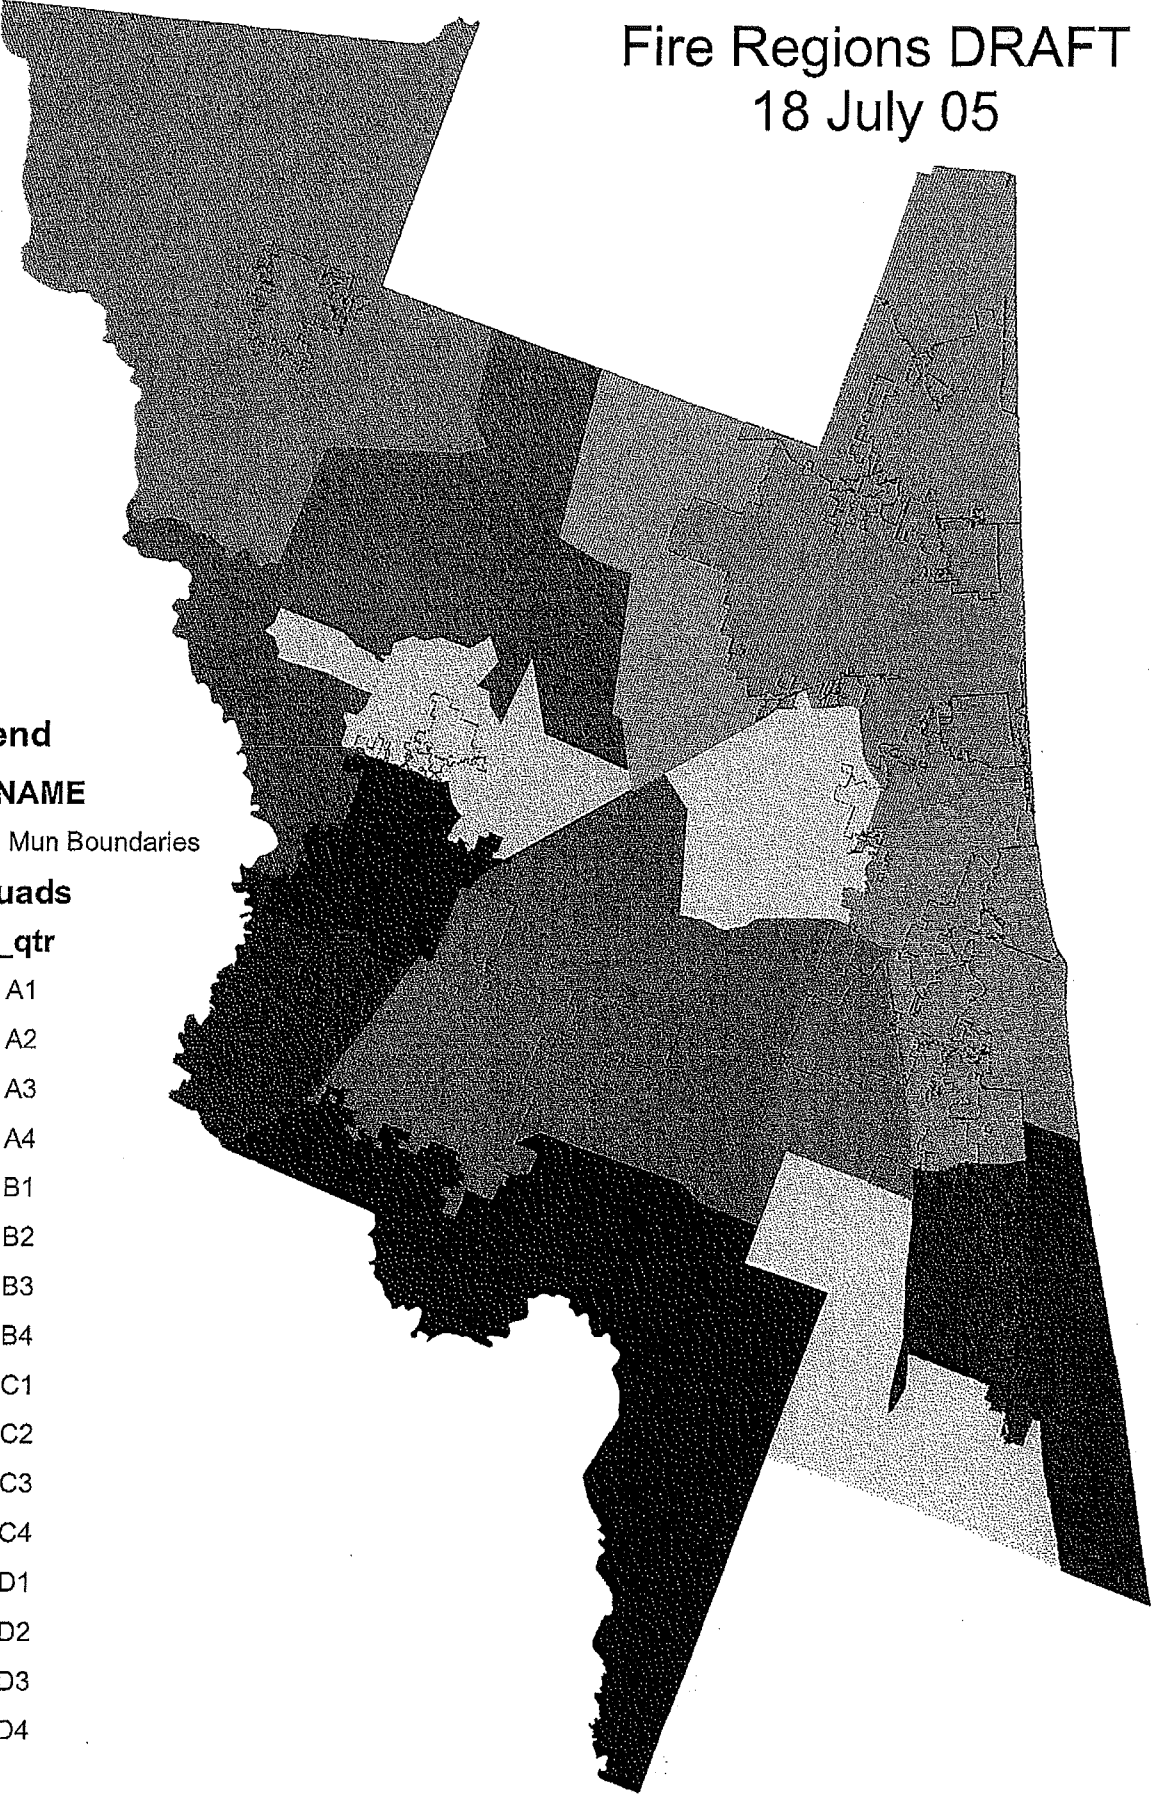 Fire Regions DRAFT
18 July 05
end
NAME
Mun Boundaries
uads
_qtr
A1
A2
A3
A4
B1
B2
B3
B4
C1
C2
C3
C4
D1
D2
D3
D4